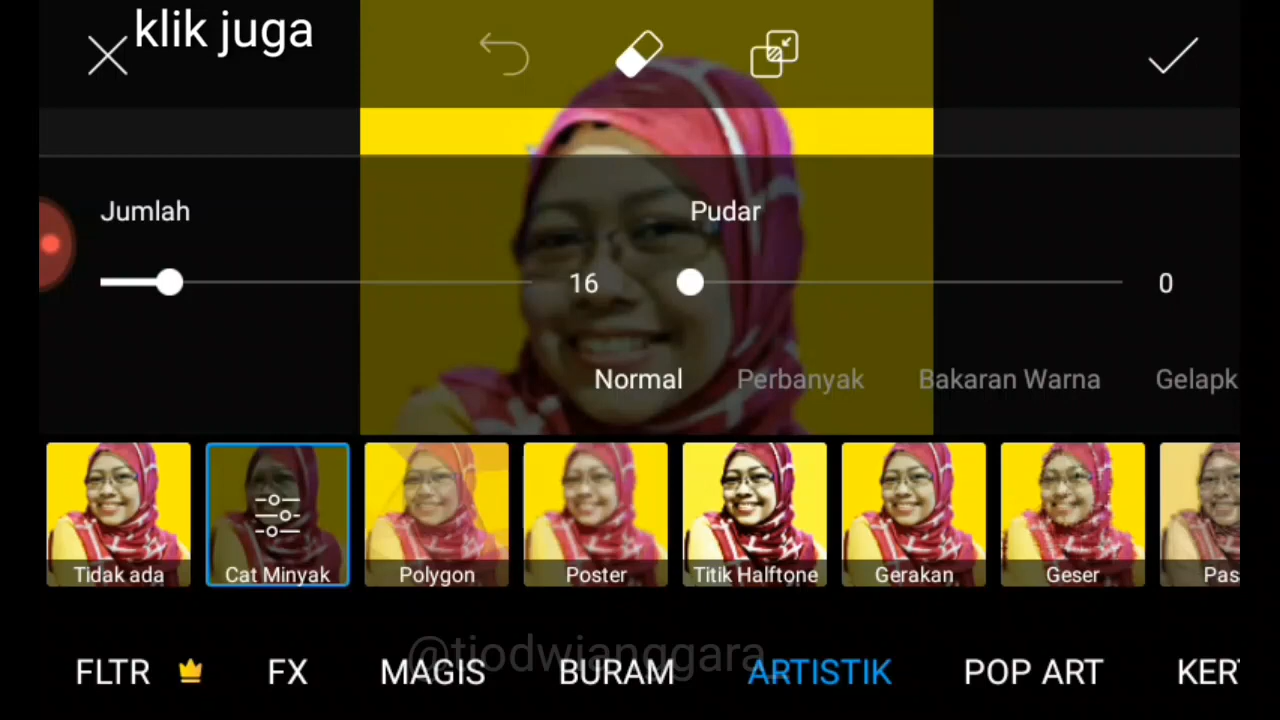 klik juga
Jumlah
Pudar
16
0
Normal Perbanyak Bakaran Warna Gelapk
Tidak ada Cat Minyak Polygon Poster Titik Halftone Gerakan Geser Pas
@tiodwianggara_
FLTR FX MAGIS BURAM ARTISTIK POP ART KER